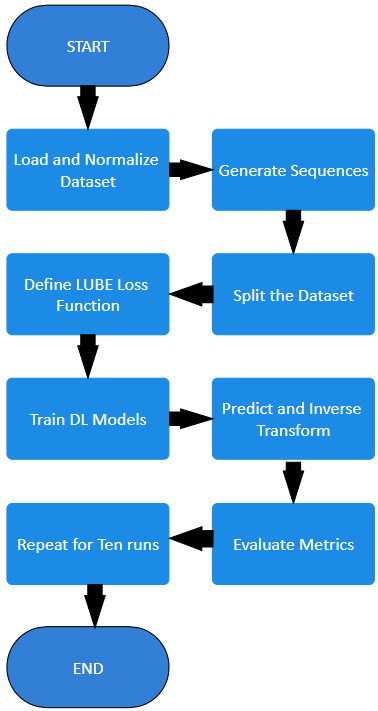 START
Load and Normalize
Dataset
Generate Sequences
Split the Dataset
Define LUBE Loss
Function
Train DL Models
Predict and Inverse
Transform
Evaluate Metrics
Repeat for Ten runs
END